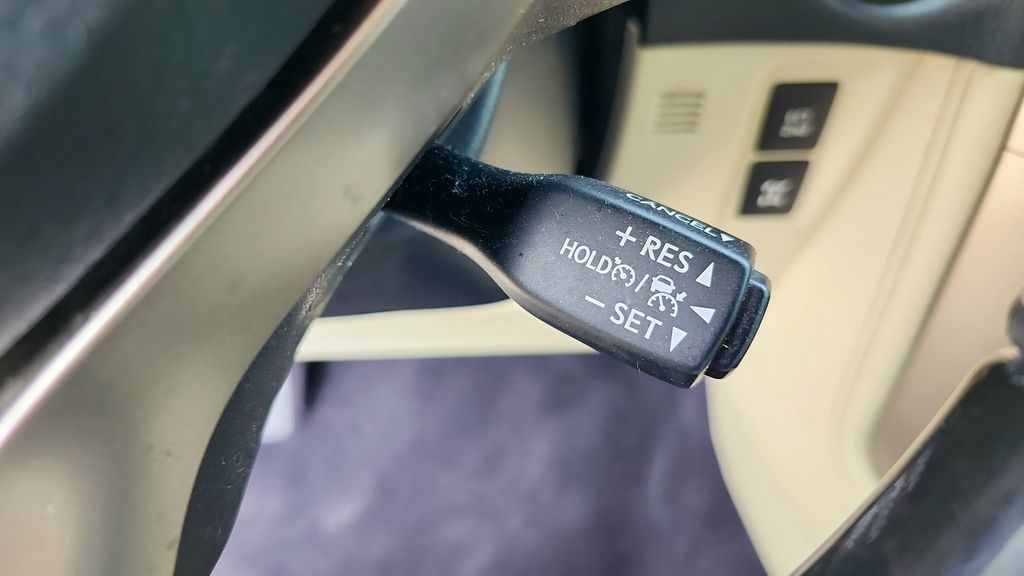 CANCEL
+ RES
HOLD /
− SET